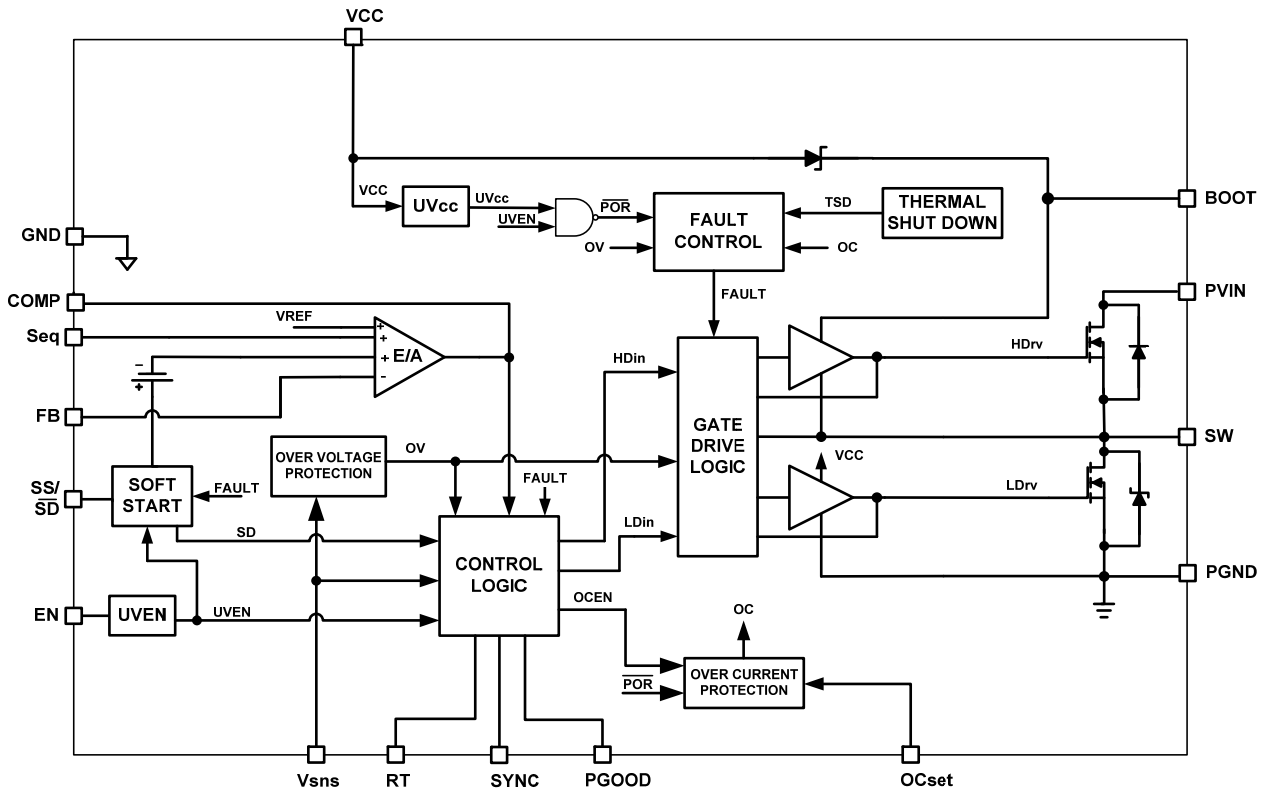 VCC
VCC
UVcc
UVcc
UVEN
POR
OV
FAULT
CONTROL
TSD
THERMAL
SHUT DOWN
OC
BOOT
GND
FAULT
COMP
VREF
Seq
+
+
+
-
E/A
PVIN
HDin
HDrv
−
+
FB
GATE
DRIVE
LOGIC
SW
OVER VOLTAGE
PROTECTION
OV
VCC
SS/
SD
SOFT
START
FAULT
FAULT
LDrv
SD
LDin
CONTROL
LOGIC
PGND
EN
UVEN
UVEN
OCEN
OC
POR
OVER CURRENT
PROTECTION
Vsns
RT
SYNC
PGOOD
OCset